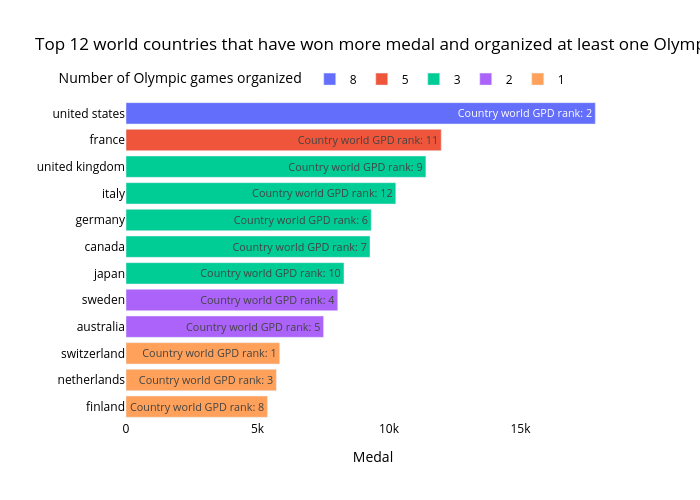 Top 12 world countries that have won more medal and organized at least one
Number of Olympic games organized 8 5 3 2 1
united states Country world GPD rank: 2
france Country world GPD rank: 11
united kingdom Country world GPD rank: 9
italy Country world GPD rank: 12
germany Country world GPD rank: 6
canada Country world GPD rank: 7
japan Country world GPD rank: 10
sweden Country world GPD rank: 4
australia Country world GPD rank: 5
switzerland Country world GPD rank: 1
netherlands Country world GPD rank: 3
finland Country world GPD rank: 8
0 5k 10k 15k
Medal